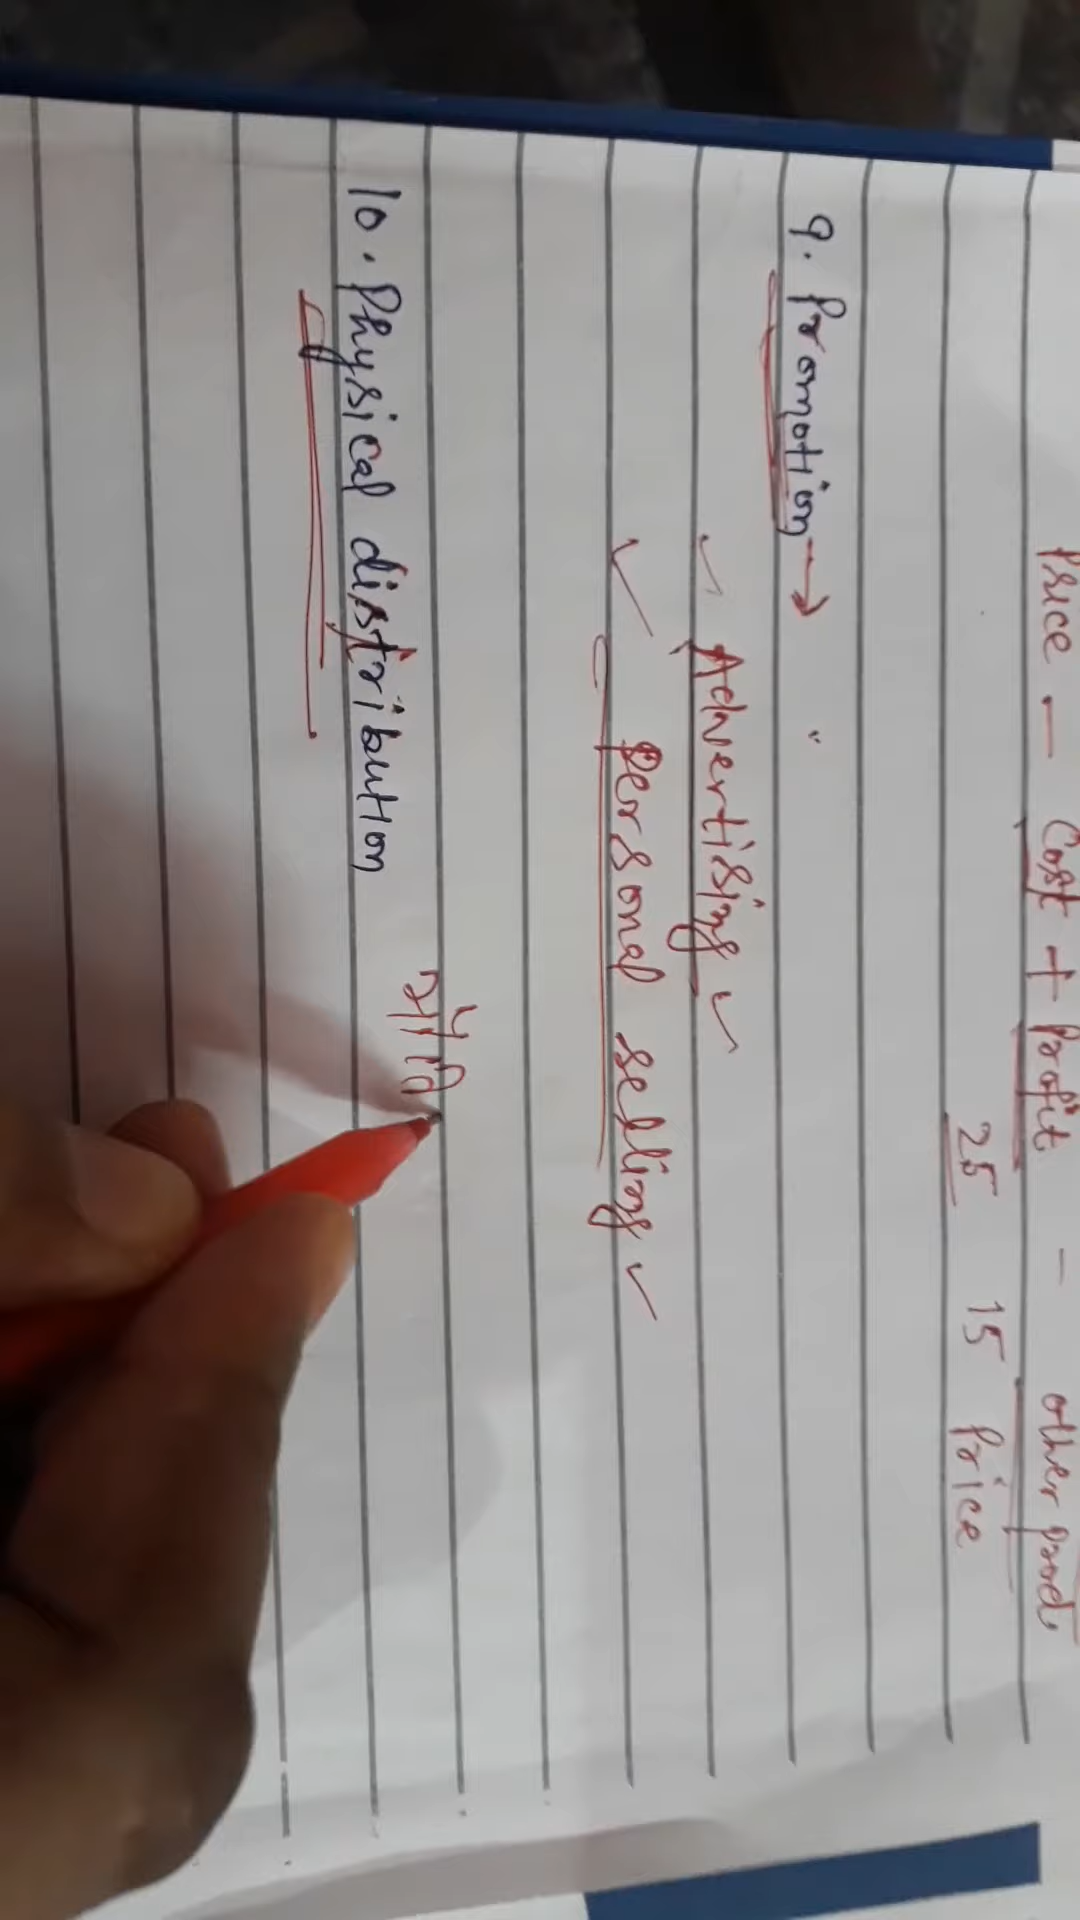 Price — Cost + Profit — other prod.
25 15 Price
9. Promotion →
✓ Advertising ✓
✓ Personal selling ✓
10. Physical distribution